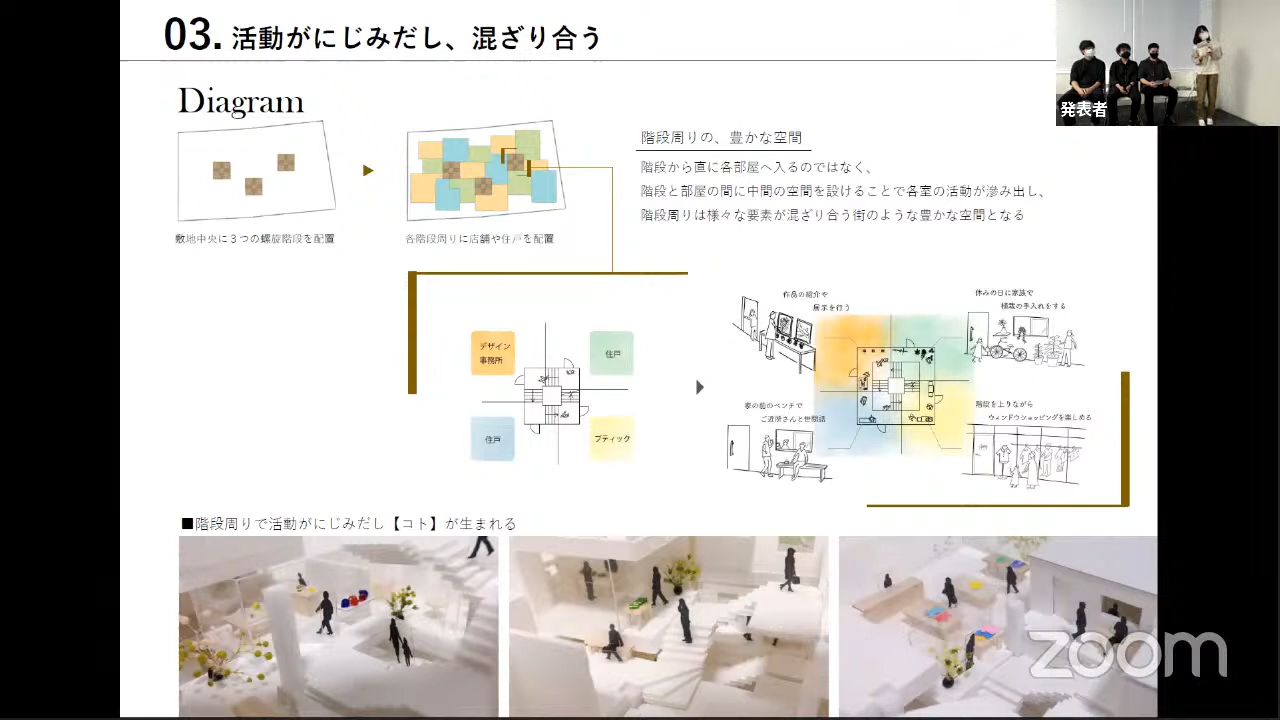 03. 活動がにじみだし、混ざり合う
発表者
Diagram
階段周りの、豊かな空間
階段から直に各部屋へ入るのではなく、
階段と部屋の間に中間の空間を設けることで各室の活動が滲み出し、
階段周りは様々な要素が混ざり合う街のような豊かな空間となる
敷地中央に３つの螺旋階段を配置
各階段周りに店舗や住戸を配置
デザイン
事務所
住戸
住戸
ブティック
作品の紹介や
展示を行う
休みの日に家族で
植栽の手入れをする
家の前のベンチで
ご近所さんと世間話
階段を上りながら
ウィンドウショッピングを楽しめる
■階段周りで活動がにじみだし【コト】が生まれる
zoom